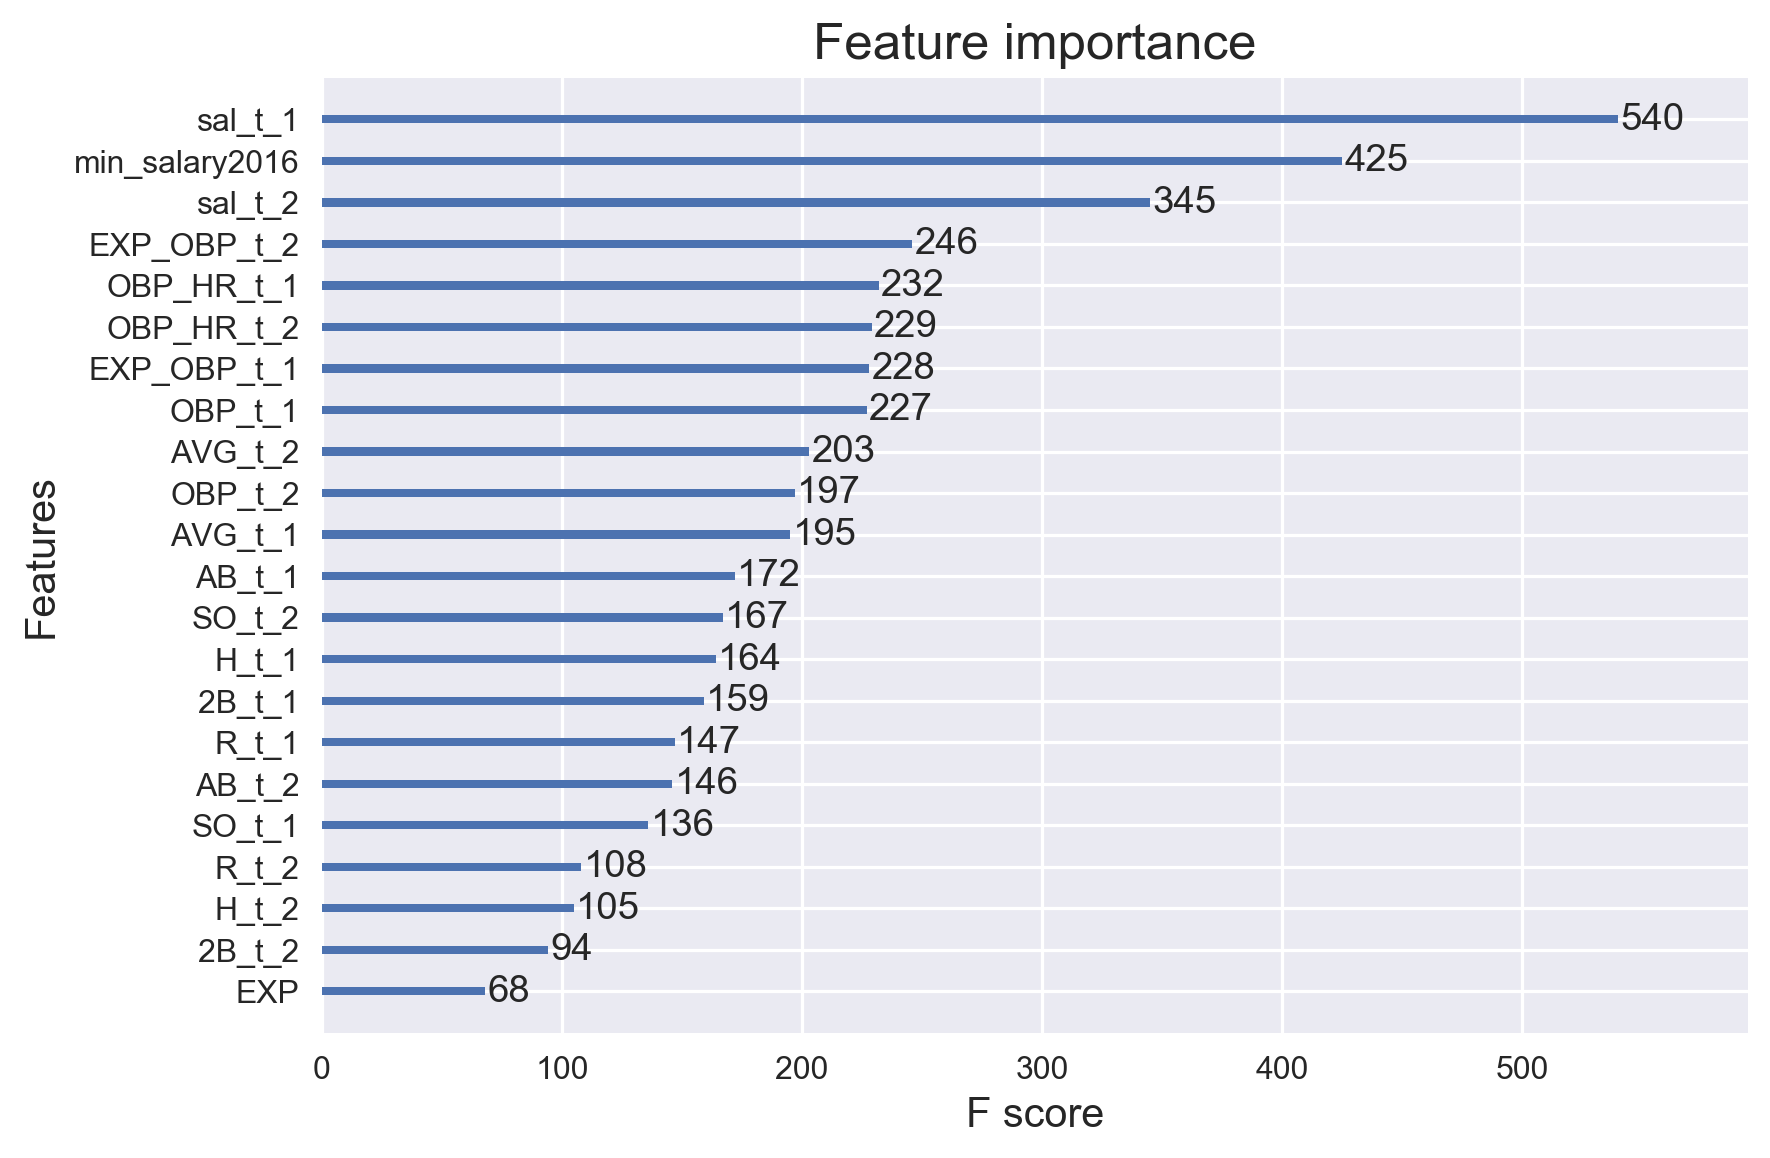 Feature importance
sal_t_1 540
min_salary2016 425
sal_t_2 345
EXP_OBP_t_2 246
OBP_HR_t_1 232
OBP_HR_t_2 229
EXP_OBP_t_1 228
OBP_t_1 227
AVG_t_2 203
OBP_t_2 197
AVG_t_1 195
AB_t_1 172
SO_t_2 167
H_t_1 164
2B_t_1 159
R_t_1 147
AB_t_2 146
SO_t_1 136
R_t_2 108
H_t_2 105
2B_t_2 94
EXP 68
Features
0 100 200 300 400 500
F score